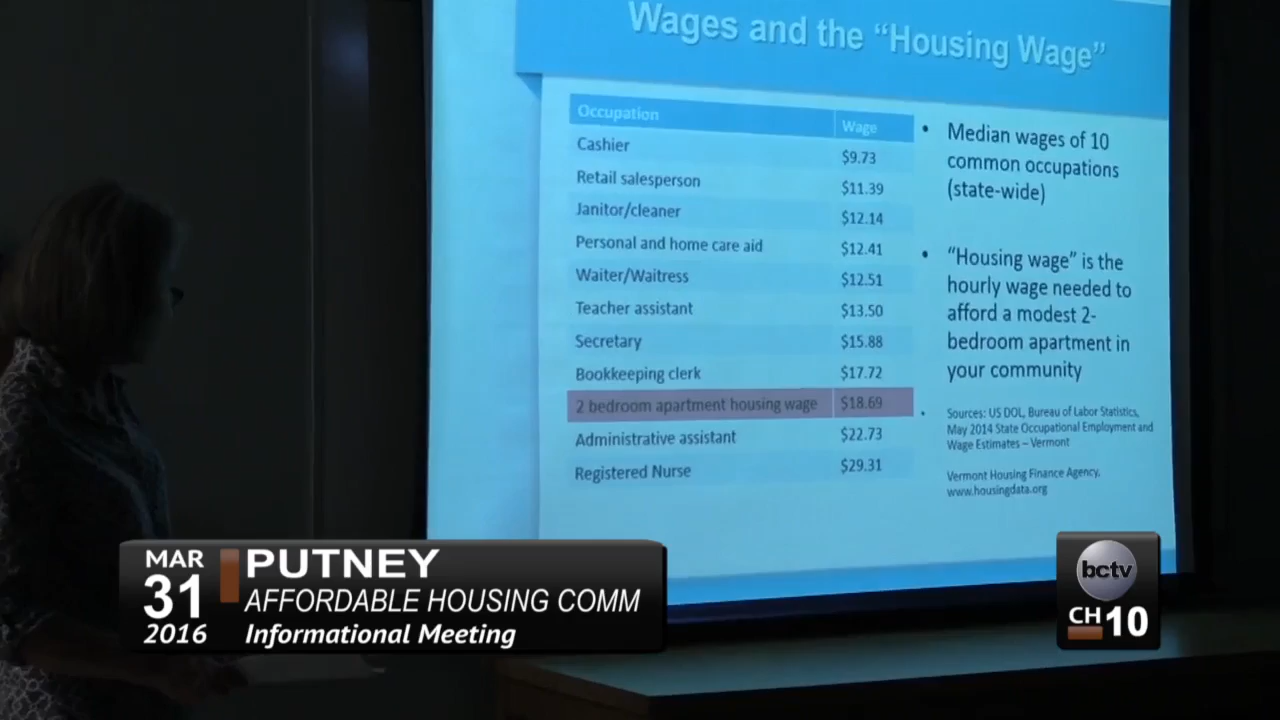 Wages and the “Housing Wage”
Occupation Wage
Cashier $9.73
Retail salesperson $11.39
Janitor/cleaner $12.14
Personal and home care aid $12.41
Waiter/Waitress $12.51
Teacher assistant $13.50
Secretary $15.88
Bookkeeping clerk $17.72
2 bedroom apartment housing wage $18.69
Administrative assistant $22.73
Registered Nurse $29.31
• Median wages of 10
common occupations
(state-wide)
• “Housing wage” is the
hourly wage needed to
afford a modest 2-
bedroom apartment in
your community
• Sources: US DOL, Bureau of Labor Statistics,
May 2014 State Occupational Employment and
Wage Estimates – Vermont
Vermont Housing Finance Agency,
www.housingdata.org
MAR
31
2016
PUTNEY
AFFORDABLE HOUSING COMM
Informational Meeting
bctv
CH 10